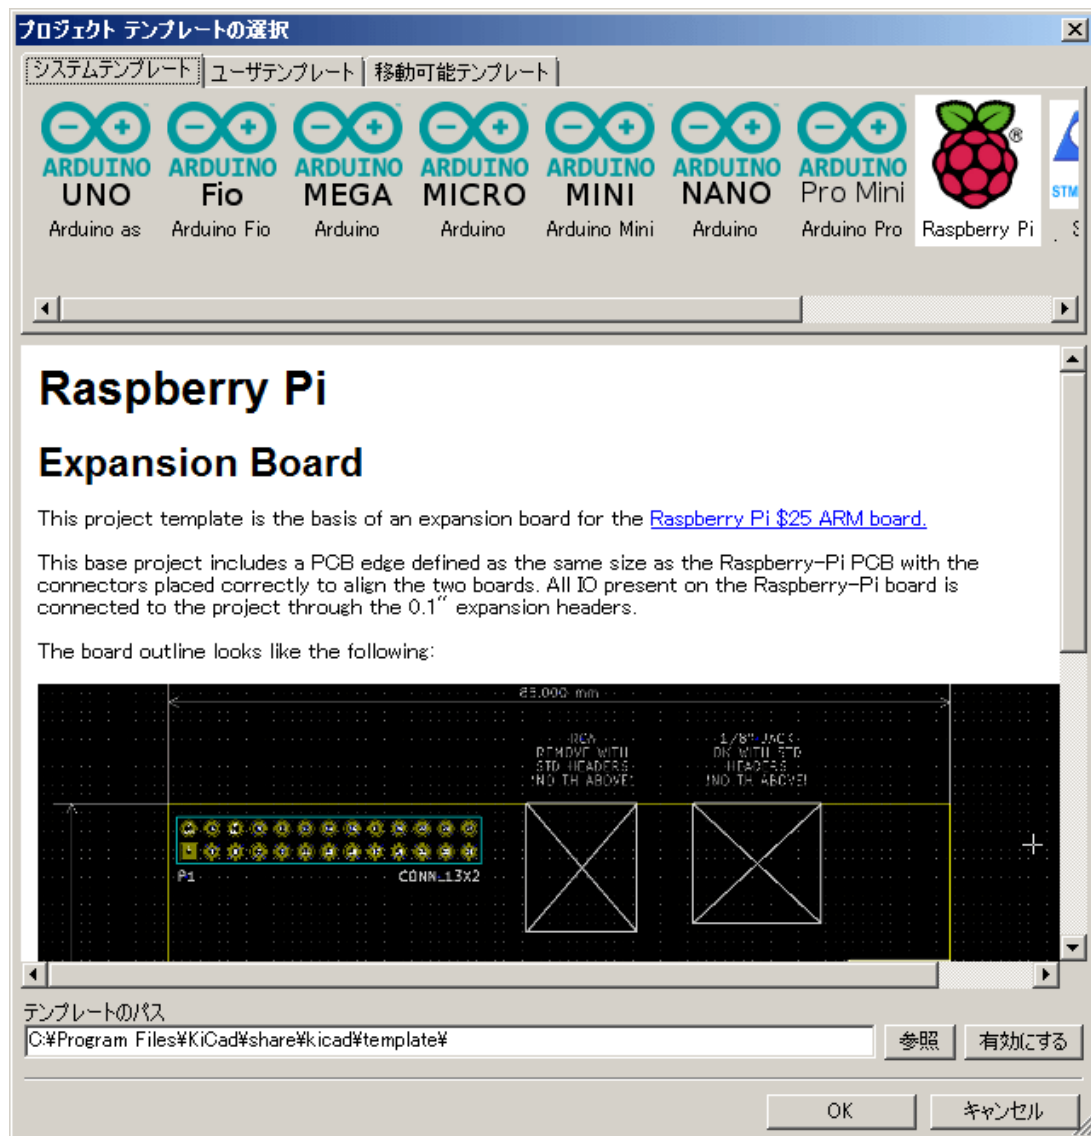 プロジェクト テンプレートの選択
システムテンプレート ユーザテンプレート 移動可能テンプレート
ARDUINO ARDUINO ARDUINO ARDUINO ARDUINO ARDUINO ARDUINO ®
UNO Fio MEGA MICRO MINI NANO Pro Mini STM
Arduino as Arduino Fio Arduino Arduino Arduino Mini Arduino Arduino Pro Raspberry Pi S
Raspberry Pi
Expansion Board
This project template is the basis of an expansion board for the Raspberry Pi $25 ARM board.
This base project includes a PCB edge defined as the same size as the Raspberry-Pi PCB with the
connectors placed correctly to align the two boards. All IO present on the Raspberry-Pi board is
connected to the project through the 0.1" expansion headers.
The board outline looks like the following:
85.000 mm
RCA 1/8" JACK
REMOVE WITH OK WITH STD
STD HEADERS HEADERS
!NO TH ABOVE! !NO TH ABOVE!
P1 CONN_13X2
テンプレートのパス
C:¥Program Files¥KiCad¥share¥kicad¥template¥ 参照 有効にする
OK キャンセル